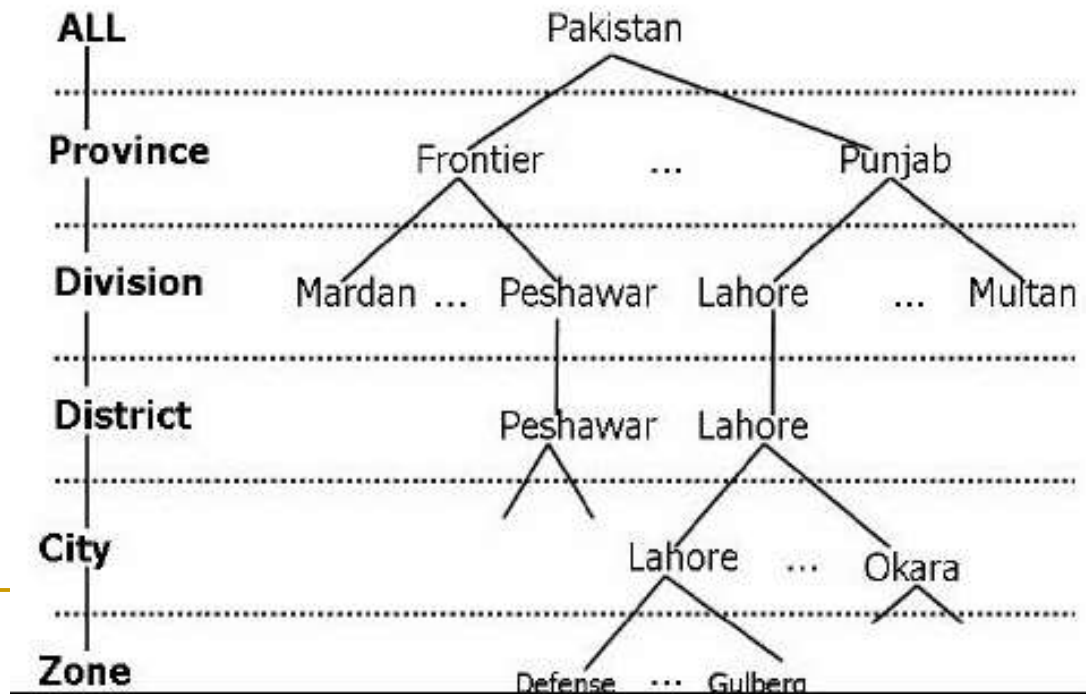 ALL Pakistan
Province Frontier ... Punjab
Division Mardan ... Peshawar Lahore ... Multan
District Peshawar Lahore
City Lahore ... Okara
Zone Defense ... Gulberg